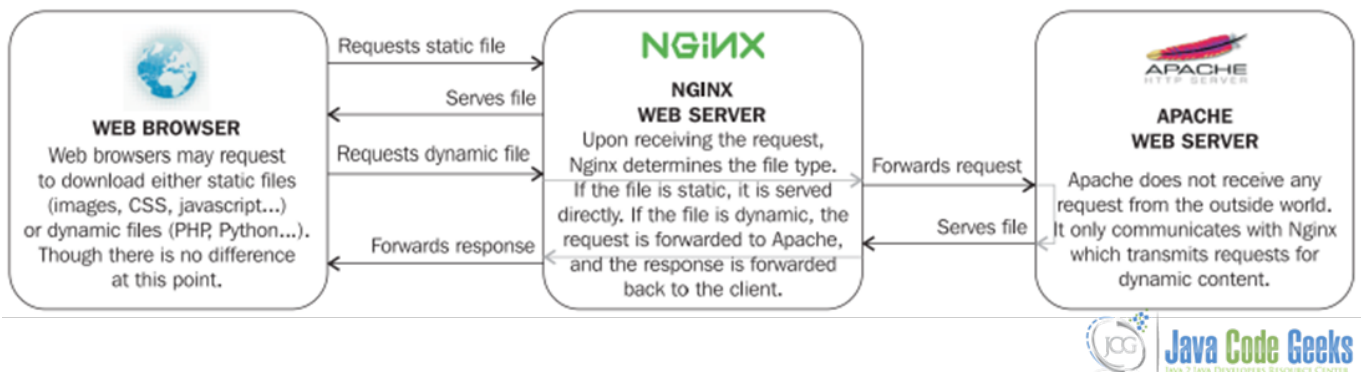 WEB BROWSER
Web browsers may request
to download either static files
(images, CSS, javascript...)
or dynamic files (PHP, Python...).
Though there is no difference
at this point.
Requests static file
Serves file
Requests dynamic file
Forwards response
NGINX
NGINX
WEB SERVER
Upon receiving the request,
Nginx determines the file type.
If the file is static, it is served
directly. If the file is dynamic, the
request is forwarded to Apache,
and the response is forwarded
back to the client.
Forwards request
Serves file
APACHE
HTTP SERVER
APACHE
WEB SERVER
Apache does not receive any
request from the outside world.
It only communicates with Nginx
which transmits requests for
dynamic content.
JCG
Java Code Geeks
JAVA 2 JAVA DEVELOPERS RESOURCE CENTER